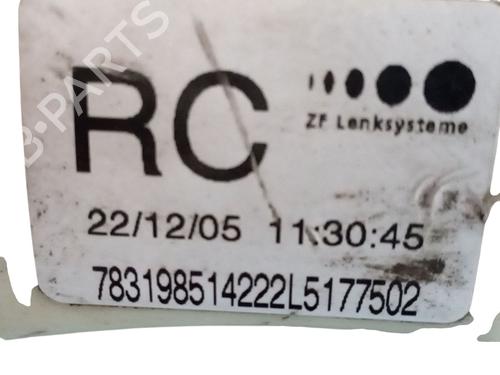 RC
ZF Lenksysteme
22/12/05 11:30:45
783198514222L5177502
B-PARTS